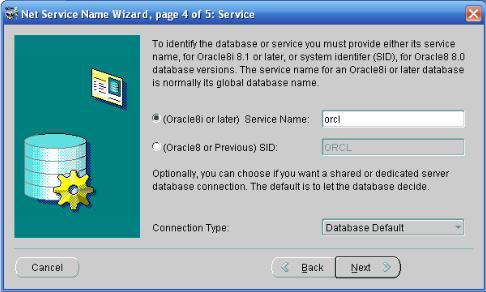 Net Service Name Wizard, page 4 of 5: Service
To identify the database or service you must provide either its service
name, for Oracle8i 8.1 or later, or system identifer (SID), for Oracle8 8.0
database versions. The service name for an Oracle8i or later database
is normally its global database name.
(Oracle8i or later) Service Name: orcl
(Oracle8 or Previous) SID: ORCL
Optionally, you can choose if you want a shared or dedicated server
database connection. The default is to let the database decide.
Connection Type: Database Default
Cancel Back Next